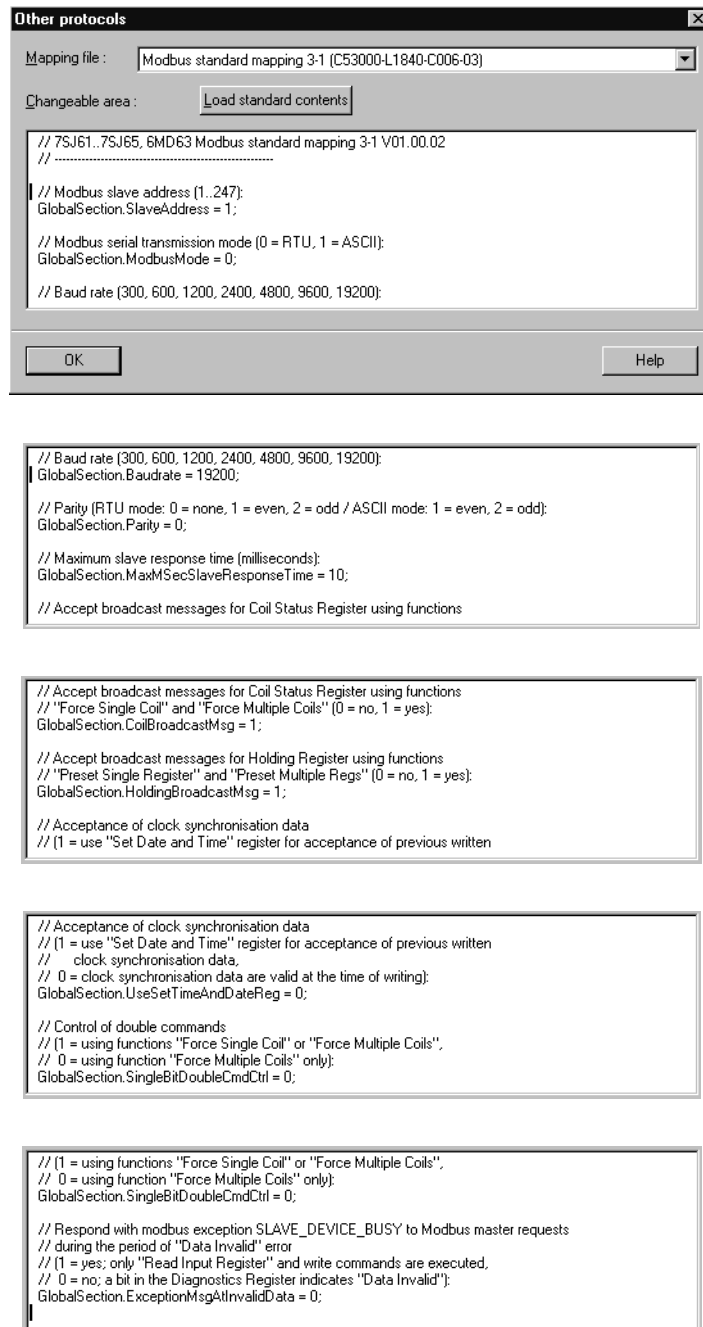 Other protocols
Mapping file : Modbus standard mapping 3-1 (C53000-L1840-C006-03)
Changeable area : Load standard contents
// 7SJ61..7SJ65, 6MD63 Modbus standard mapping 3-1 V01.00.02
// --------------------------------------------------------
// Modbus slave address (1..247):
GlobalSection.SlaveAddress = 1;
// Modbus serial transmission mode (0 = RTU, 1 = ASCII):
GlobalSection.ModbusMode = 0;
// Baud rate (300, 600, 1200, 2400, 4800, 9600, 19200):
OK Help
// Baud rate (300, 600, 1200, 2400, 4800, 9600, 19200):
GlobalSection.Baudrate = 19200;
// Parity (RTU mode: 0 = none, 1 = even, 2 = odd / ASCII mode: 1 = even, 2 = odd):
GlobalSection.Parity = 0;
// Maximum slave response time (milliseconds):
GlobalSection.MaxMSecSlaveResponseTime = 10;
// Accept broadcast messages for Coil Status Register using functions
// Accept broadcast messages for Coil Status Register using functions
// "Force Single Coil" and "Force Multiple Coils" (0 = no, 1 = yes):
GlobalSection.CoilBroadcastMsg = 1;
// Accept broadcast messages for Holding Register using functions
// "Preset Single Register" and "Preset Multiple Regs" (0 = no, 1 = yes):
GlobalSection.HoldingBroadcastMsg = 1;
// Acceptance of clock synchronisation data
// (1 = use "Set Date and Time" register for acceptance of previous written
// Acceptance of clock synchronisation data
// (1 = use "Set Date and Time" register for acceptance of previous written
// clock synchronisation data,
// 0 = clock synchronisation data are valid at the time of writing):
GlobalSection.UseSetTimeAndDateReg = 0;
// Control of double commands
// (1 = using functions "Force Single Coil" or "Force Multiple Coils",
// 0 = using function "Force Multiple Coils" only):
GlobalSection.SingleBitDoubleCmdCtrl = 0;
// (1 = using functions "Force Single Coil" or "Force Multiple Coils",
// 0 = using function "Force Multiple Coils" only):
GlobalSection.SingleBitDoubleCmdCtrl = 0;
// Respond with modbus exception SLAVE_DEVICE_BUSY to Modbus master requests
// during the period of "Data Invalid" error
// (1 = yes; only "Read Input Register" and write commands are executed,
// 0 = no; a bit in the Diagnostics Register indicates "Data Invalid"):
GlobalSection.ExceptionMsgAtInvalidData = 0;